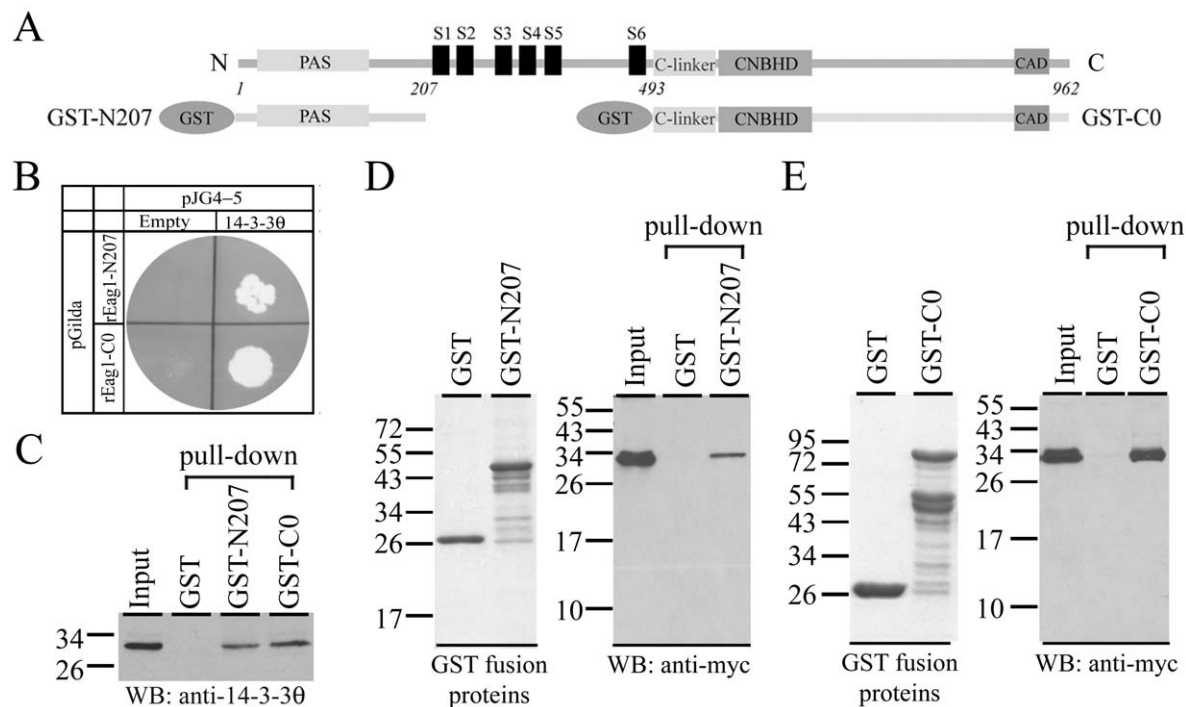 A
S1 S2 S3 S4 S5 S6
N PAS C-linker CNBHD CAD C
1 207 493 962
GST-N207 GST PAS GST C-linker CNBHD CAD GST-C0
B
pJG4–5
Empty 14-3-3θ
pGilda
rEag1-N207
rEag1-C0
C
pull-down
Input
GST
GST-N207
GST-C0
34
26
WB: anti-14-3-3θ
D
GST
GST-N207
72
55
43
34
26
17
GST fusion
proteins
pull-down
Input
GST
GST-N207
55
43
34
26
17
10
WB: anti-myc
E
GST
GST-C0
95
72
55
43
34
26
GST fusion
proteins
pull-down
Input
GST
GST-C0
55
43
34
26
17
10
WB: anti-myc